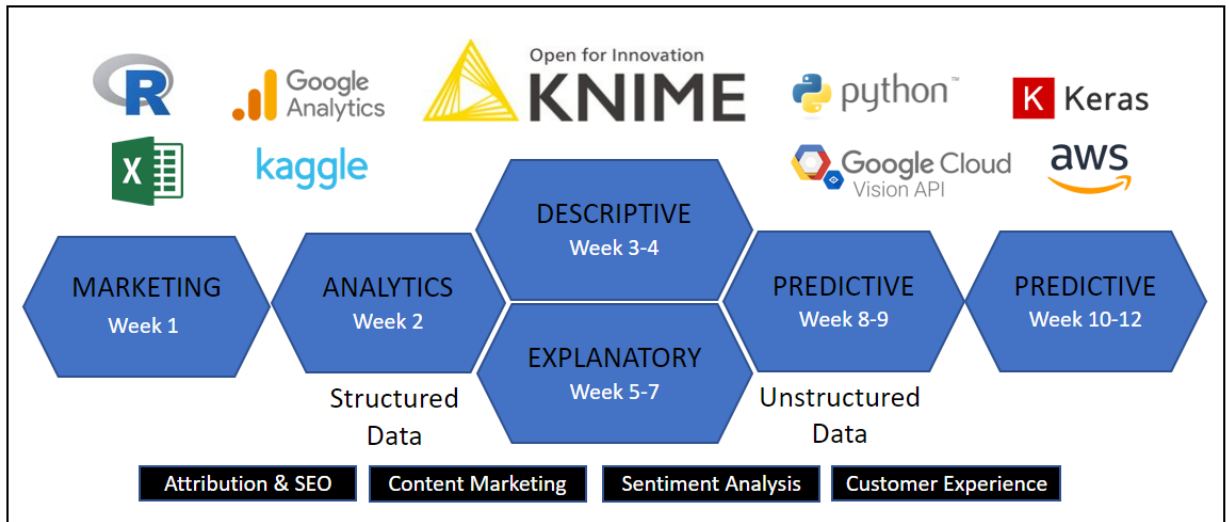 R
Google
Analytics
Open for Innovation
KNIME
python™
K Keras
X
kaggle
Google Cloud
Vision API
aws
DESCRIPTIVE
Week 3-4
MARKETING
Week 1
ANALYTICS
Week 2
PREDICTIVE
Week 8-9
PREDICTIVE
Week 10-12
EXPLANATORY
Week 5-7
Structured
Data
Unstructured
Data
Attribution & SEO
Content Marketing
Sentiment Analysis
Customer Experience